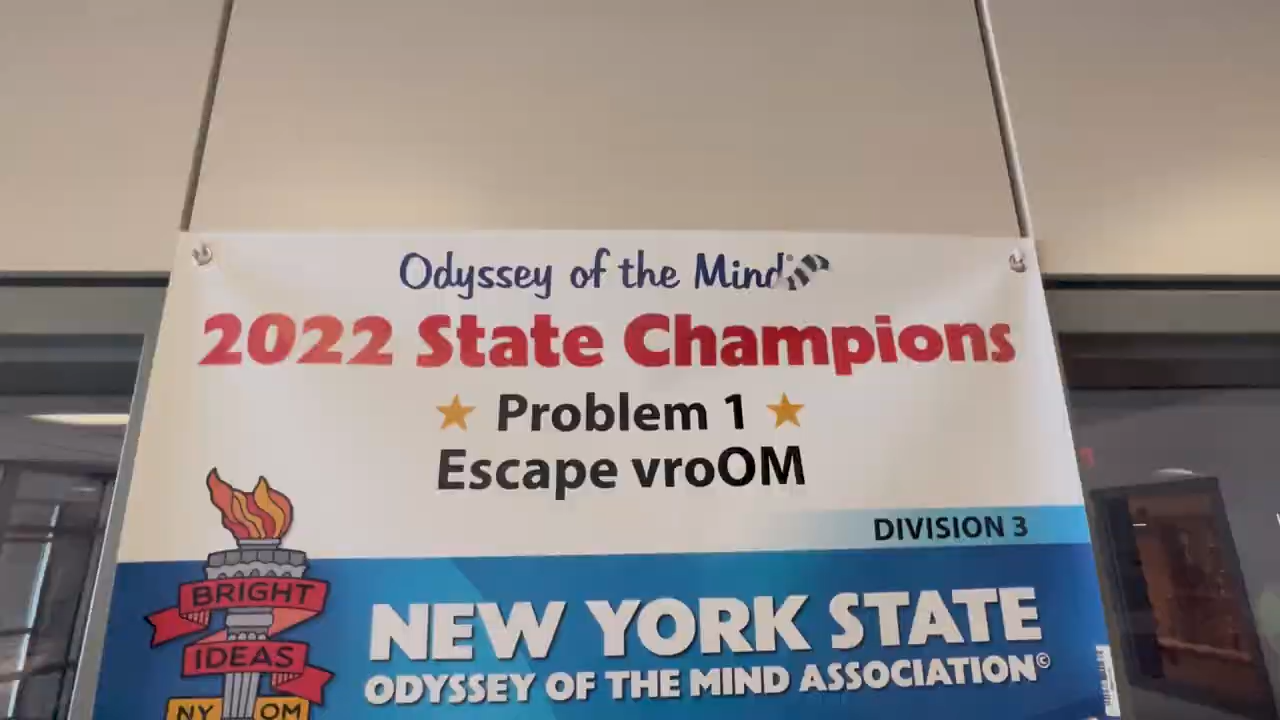 Odyssey of the Mind
2022 State Champions
Problem 1
Escape vroOM
DIVISION 3
BRIGHT
IDEAS
NY OM
NEW YORK STATE
ODYSSEY OF THE MIND ASSOCIATION©